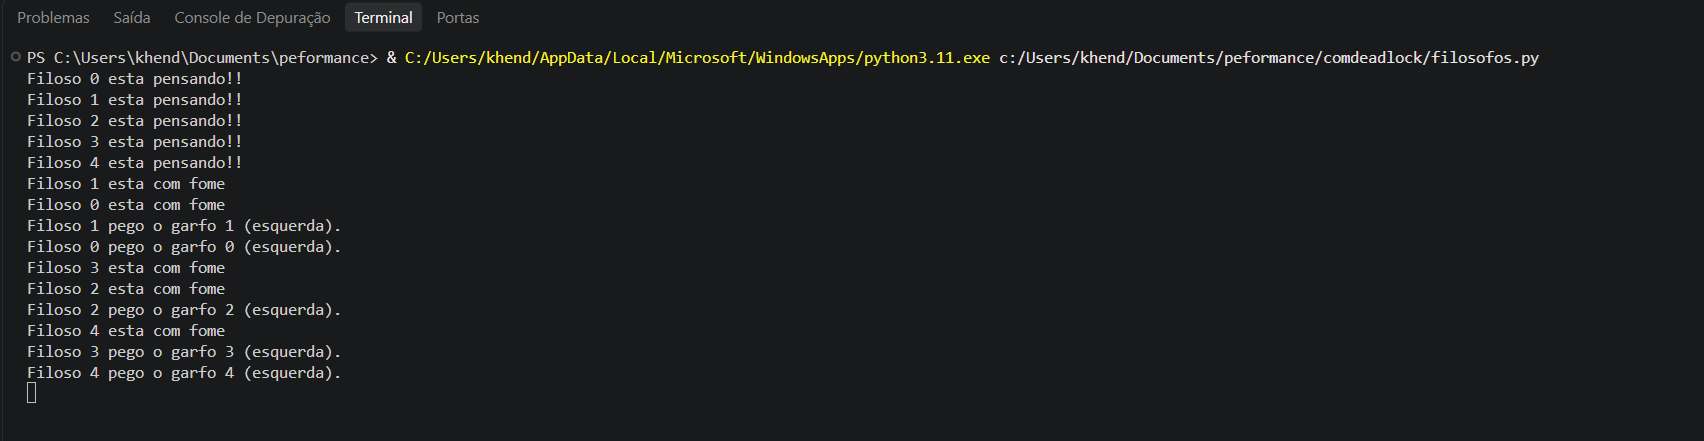 Problemas Saída Console de Depuração Terminal Portas
PS C:\Users\khend\Documents\peformance> & C:/Users/khend/AppData/Local/Microsoft/WindowsApps/python3.11.exe c:/Users/khend/Documents/peformance/comdeadlock/filosofos.py
Filoso 0 esta pensando!!
Filoso 1 esta pensando!!
Filoso 2 esta pensando!!
Filoso 3 esta pensando!!
Filoso 4 esta pensando!!
Filoso 1 esta com fome
Filoso 0 esta com fome
Filoso 1 pego o garfo 1 (esquerda).
Filoso 0 pego o garfo 0 (esquerda).
Filoso 3 esta com fome
Filoso 2 esta com fome
Filoso 2 pego o garfo 2 (esquerda).
Filoso 4 esta com fome
Filoso 3 pego o garfo 3 (esquerda).
Filoso 4 pego o garfo 4 (esquerda).